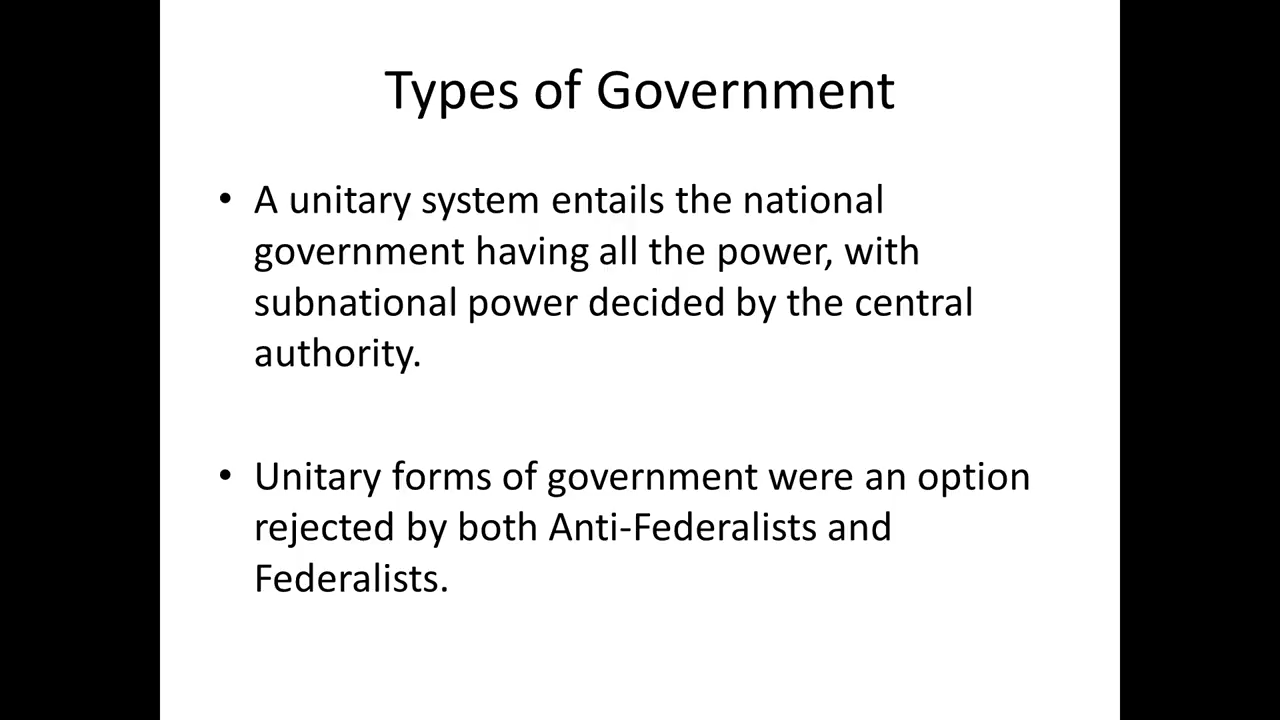 Types of Government
• A unitary system entails the national
government having all the power, with
subnational power decided by the central
authority.
• Unitary forms of government were an option
rejected by both Anti-Federalists and
Federalists.